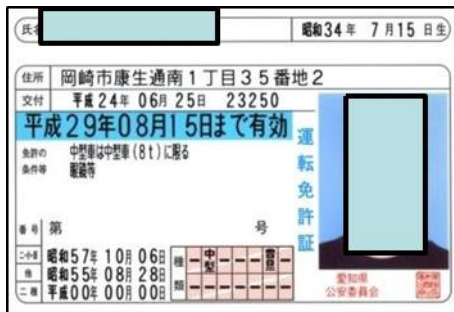 氏名
昭和34年 7月15日生
住所 岡崎市康生通南1丁目35番地2
交付 平成24年06月25日 23250
平成29年08月15日まで有効
免許の条件等
中型車は中型車(8t)に限る
眼鏡等
運転免許証
番号 第 号
二・小・原 昭和57年10月06日
他 昭和55年08月28日
二種 平成00年00月00日
種類
中型
普
愛知県
公安委員会